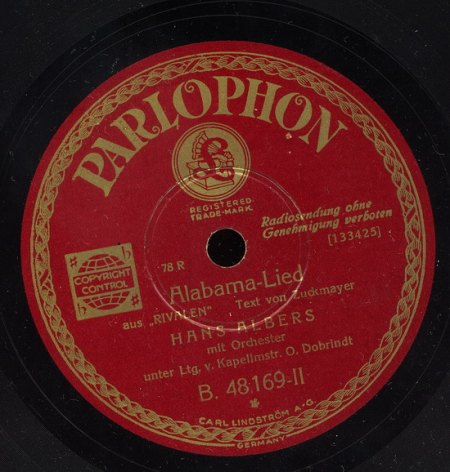 PARLOPHON
REGISTERED
TRADE-MARK.
Radiosendung ohne
Genehmigung verboten
[133425]
COPYRIGHT
CONTROL
78 R
Alabama-Lied
aus „RIVALEN" Text von Zuckmayer
HANS ALBERS
mit Orchester
unter Ltg. v. Kapellmstr. O. Dobrindt
B. 48.169-II
CARL LINDSTRÖM A.-G.
GERMANY